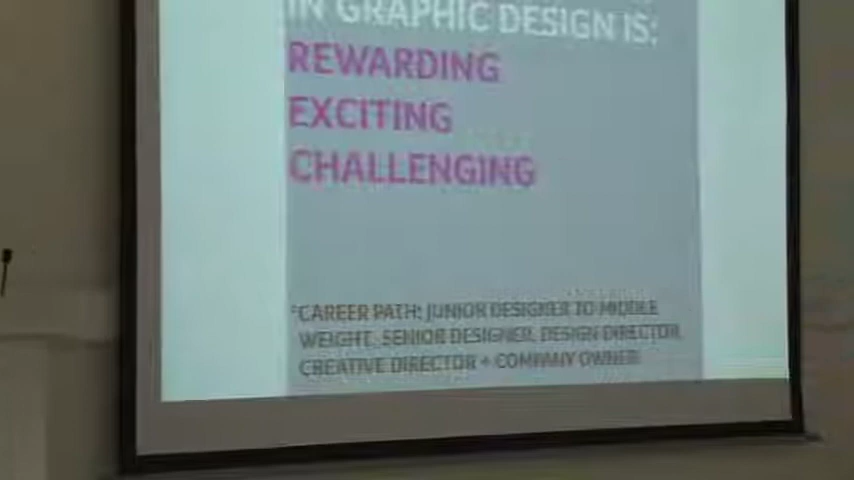 IN GRAPHIC DESIGN IS:
REWARDING
EXCITING
CHALLENGING
*CAREER PATH: JUNIOR DESIGNER TO MIDDLE
WEIGHT, SENIOR DESIGNER, DESIGN DIRECTOR,
CREATIVE DIRECTOR + COMPANY OWNER